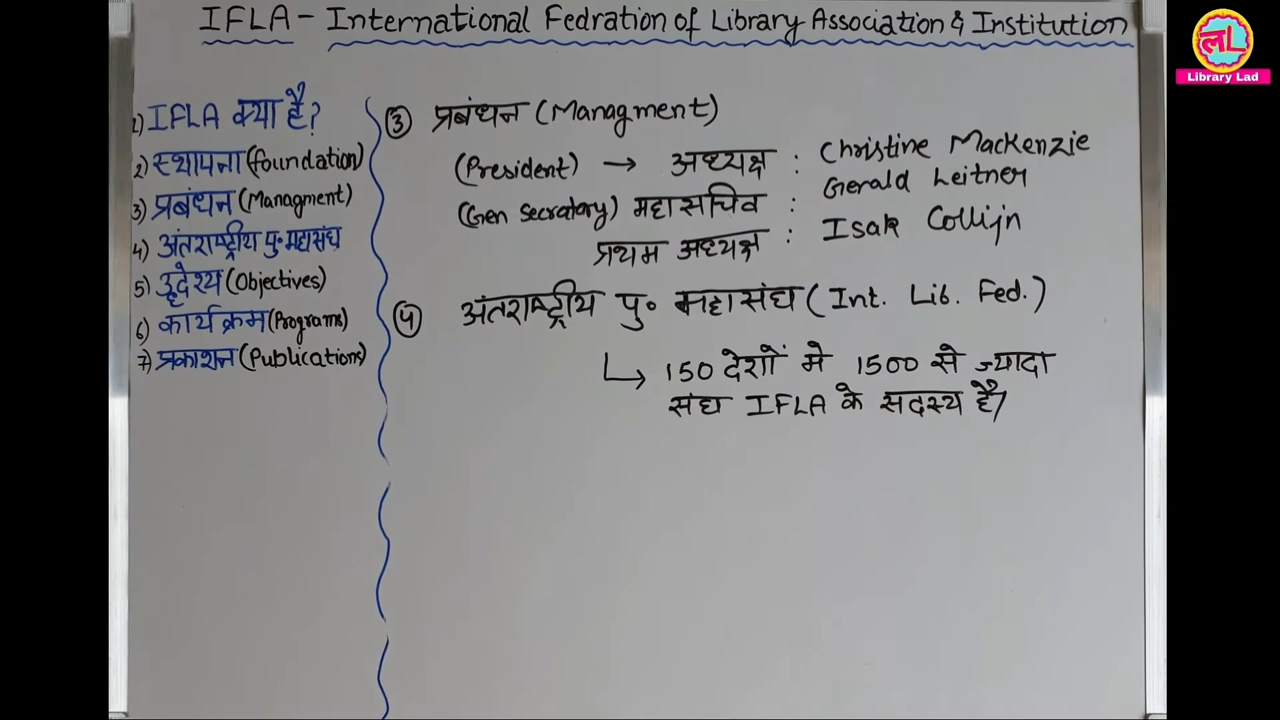 IFLA - International Fedration of Library Association & Institution
ल L
Library Lad
1) IFLA क्या है?
2) स्थापना (foundation)
3) प्रबंधन (Managment)
4) अंतराष्ट्रीय पु॰ महासंघ
5) उद्देश्य (Objectives)
6) कार्यक्रम (Programs)
7) प्रकाशन (Publications)
③ प्रबंधन (Managment)
(President) → अध्यक्ष : Christine Mackenzie
(Gen Secratory) महासचिव : Gerald Leitner
प्रथम अध्यक्ष : Isak Collijn
④ अंतराष्ट्रीय पु॰ महासंघ (Int. Lib. Fed.)
↳ 150 देशों मे 1500 से ज्यादा
संघ IFLA के सदस्य है/